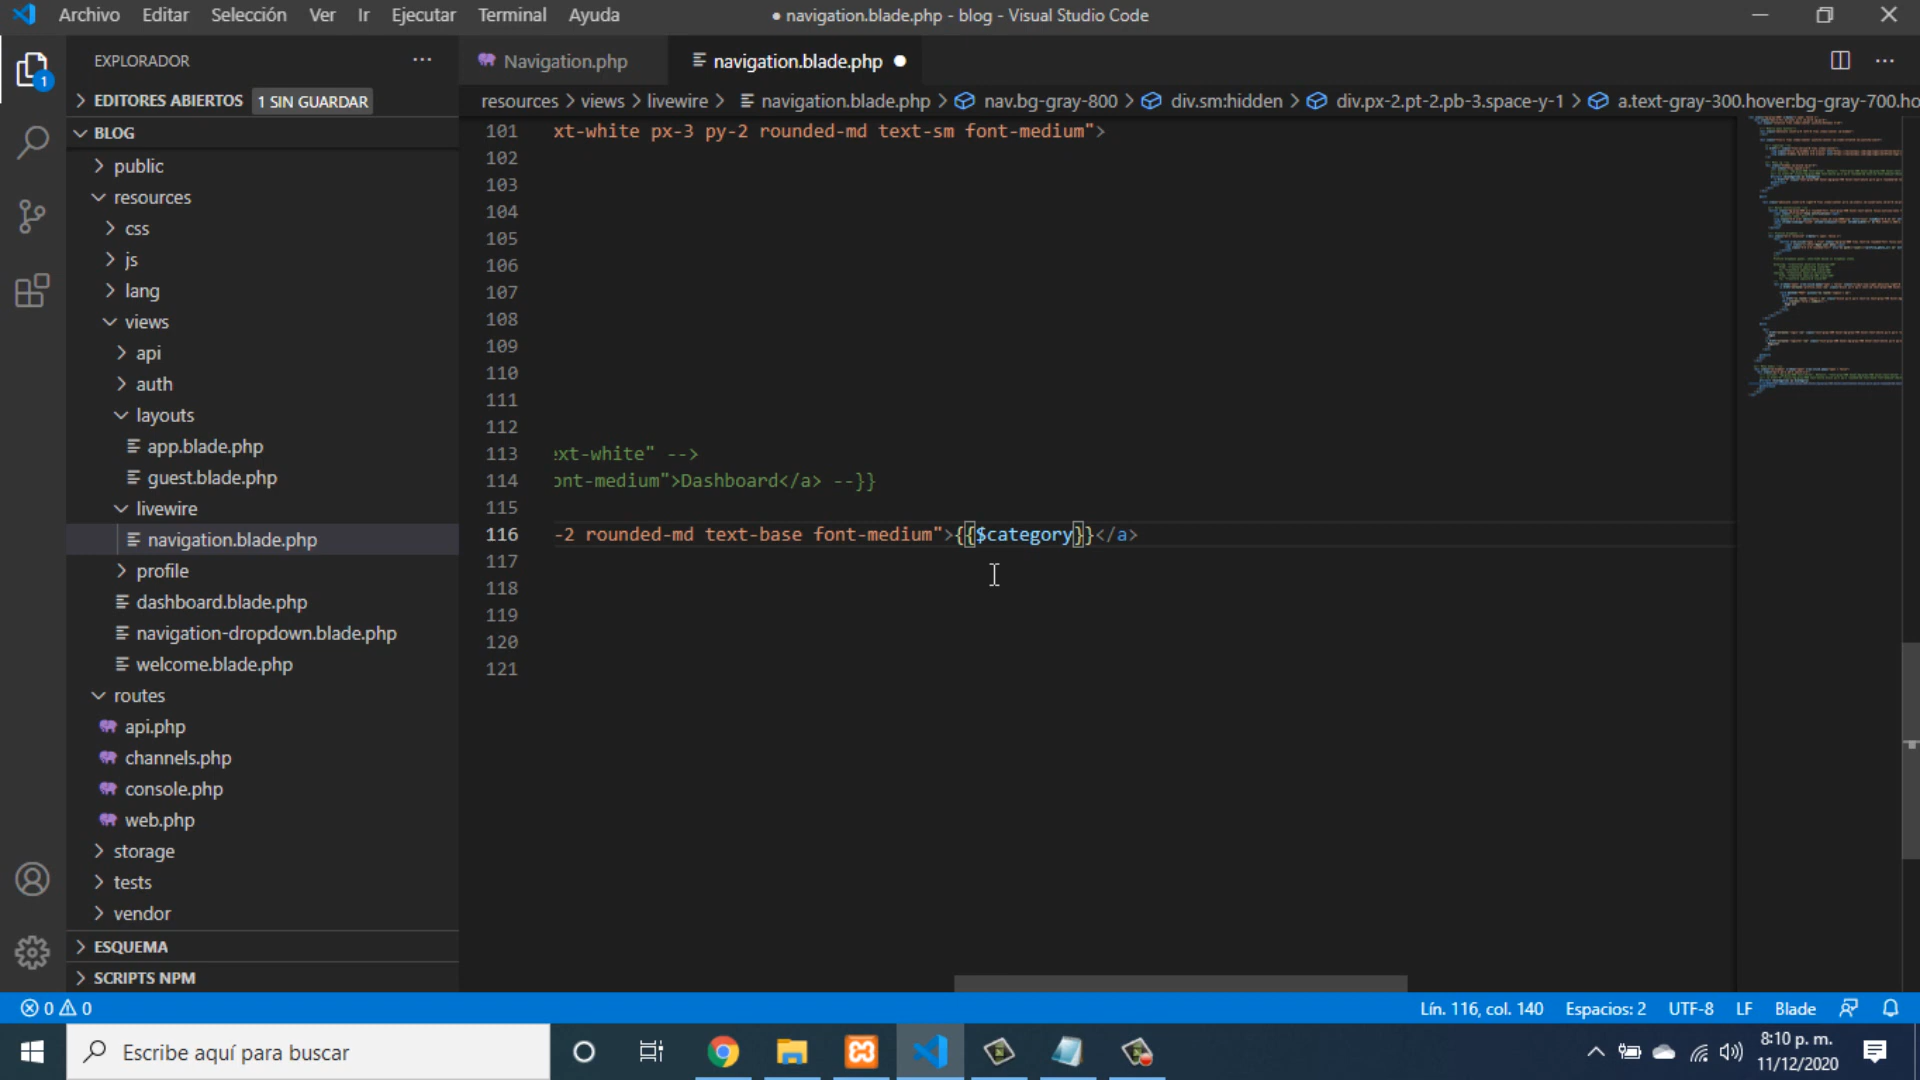 Archivo Editar Selección Ver Ir Ejecutar Terminal Ayuda
● navigation.blade.php - blog - Visual Studio Code
EXPLORADOR ···
EDITORES ABIERTOS 1 SIN GUARDAR
BLOG
public
resources
css
js
lang
views
api
auth
layouts
app.blade.php
guest.blade.php
livewire
navigation.blade.php
profile
dashboard.blade.php
navigation-dropdown.blade.php
welcome.blade.php
routes
api.php
channels.php
console.php
web.php
storage
tests
vendor
ESQUEMA
SCRIPTS NPM
1
Navigation.php navigation.blade.php ●
resources > views > livewire > navigation.blade.php > nav.bg-gray-800 > div.sm:hidden > div.px-2.pt-2.pb-3.space-y-1 > a.text-gray-300.hover:bg-gray-700.ho
101 xt-white px-3 py-2 rounded-md text-sm font-medium">
102
103
104
105
106
107
108
109
110
111
112
113 ext-white" -->
114 ont-medium">Dashboard</a> --}}
115
116 -2 rounded-md text-base font-medium">{{$category}}</a>
117
118
119
120
121
0 0
Lín. 116, col. 140 Espacios: 2 UTF-8 LF Blade
Escribe aquí para buscar
8:10 p. m.
11/12/2020